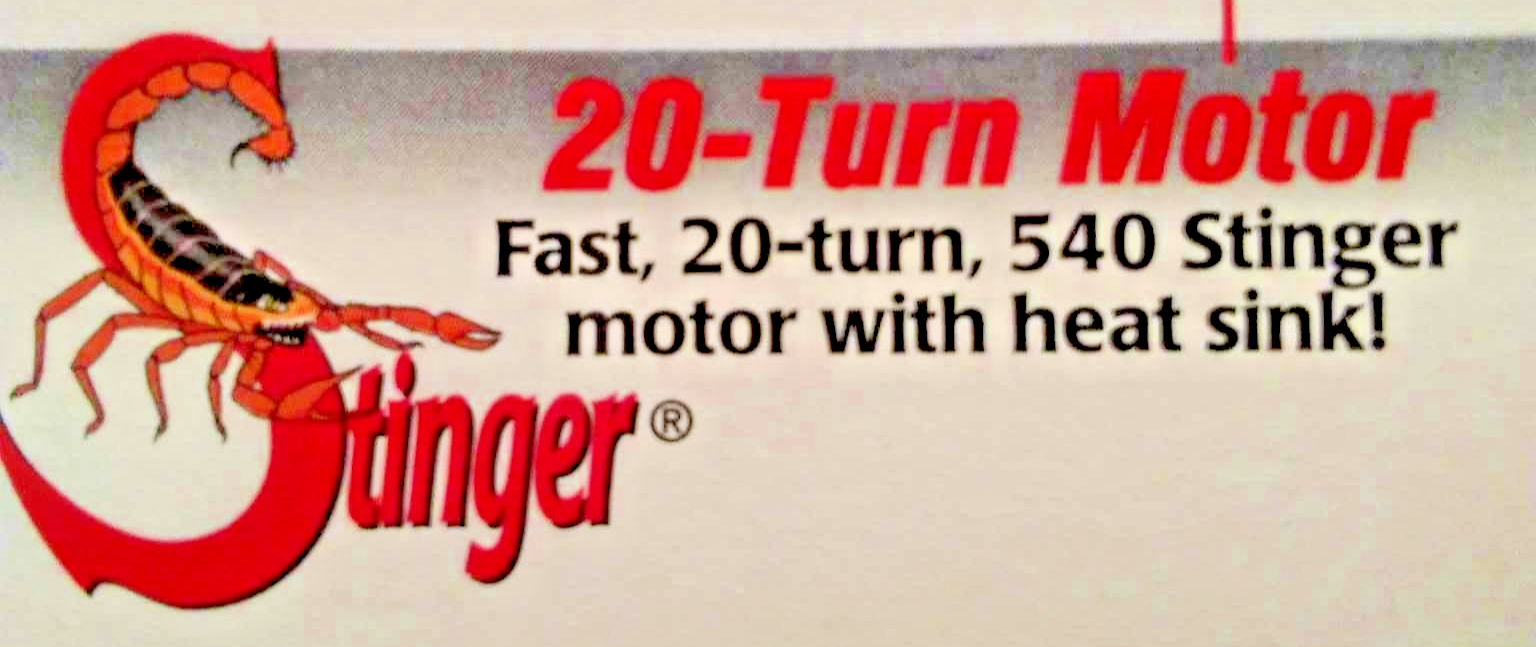 20-Turn Motor
Fast, 20-turn, 540 Stinger
motor with heat sink!
Stinger®